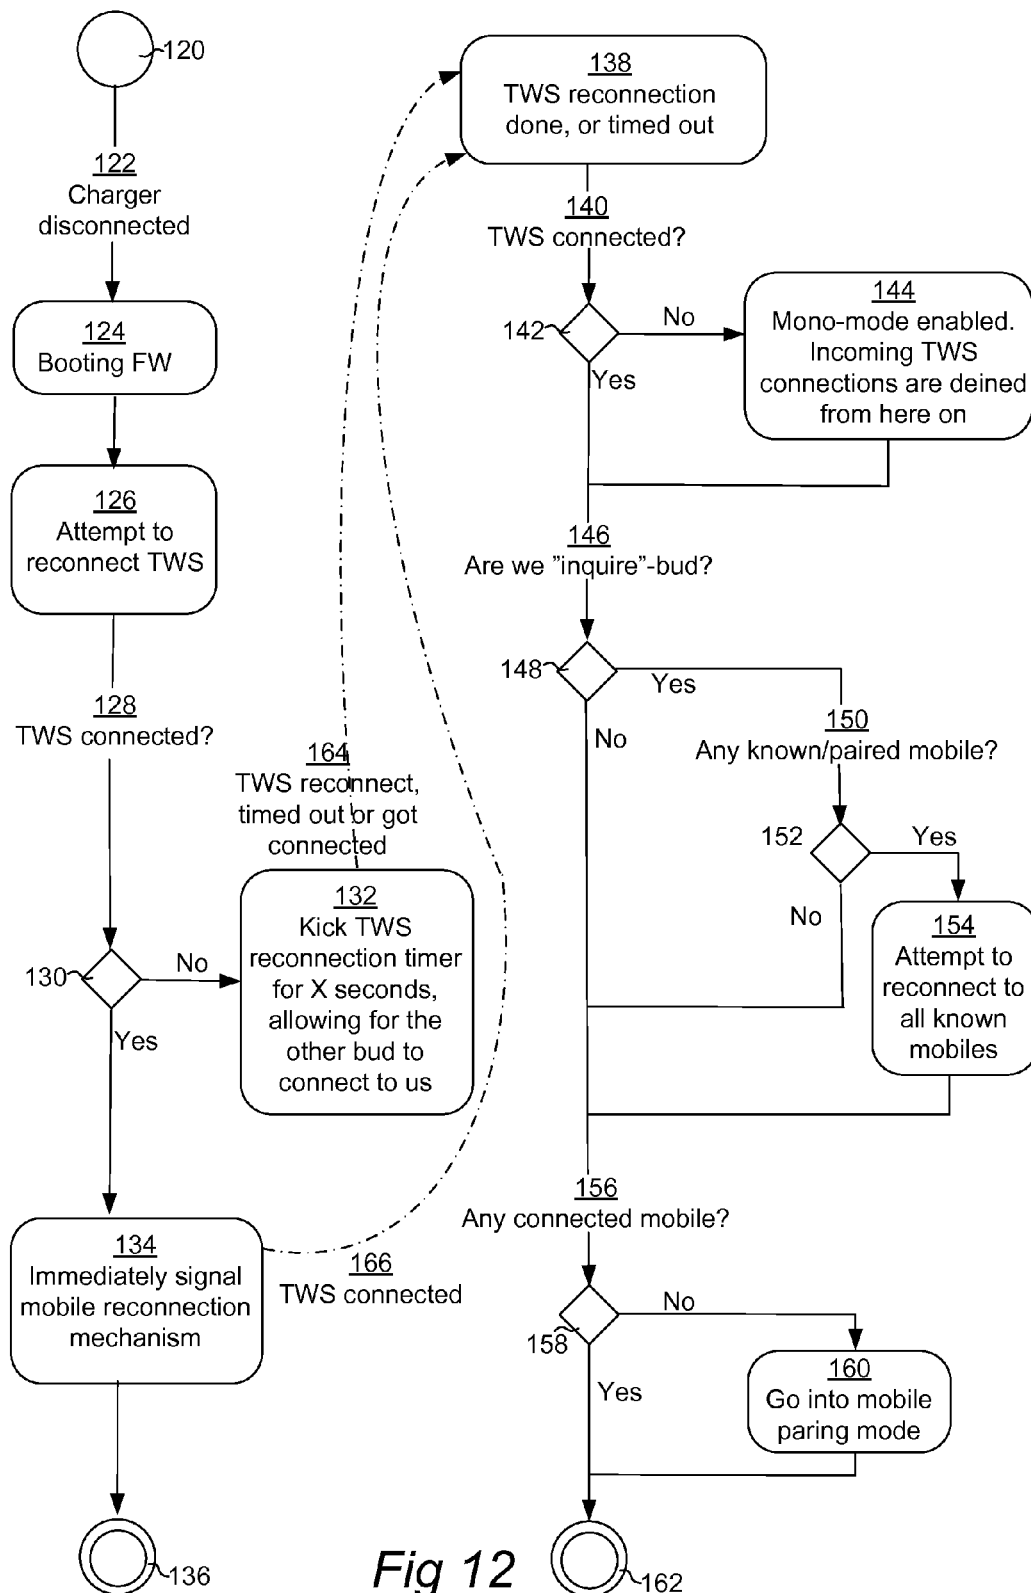 120
122
Charger
disconnected
124
Booting FW
126
Attempt to
reconnect TWS
128
TWS connected?
130
No
Yes
132
Kick TWS
reconnection timer
for X seconds,
allowing for the
other bud to
connect to us
134
Immediately signal
mobile reconnection
mechanism
136
164
TWS reconnect,
timed out or got
connected
166
TWS connected
138
TWS reconnection
done, or timed out
140
TWS connected?
142
No
Yes
144
Mono-mode enabled.
Incoming TWS
connections are deined
from here on
146
Are we ”inquire”-bud?
148
Yes
No
150
Any known/paired mobile?
152
Yes
No
154
Attempt to
reconnect to
all known
mobiles
156
Any connected mobile?
158
No
Yes
160
Go into mobile
paring mode
162
Fig 12